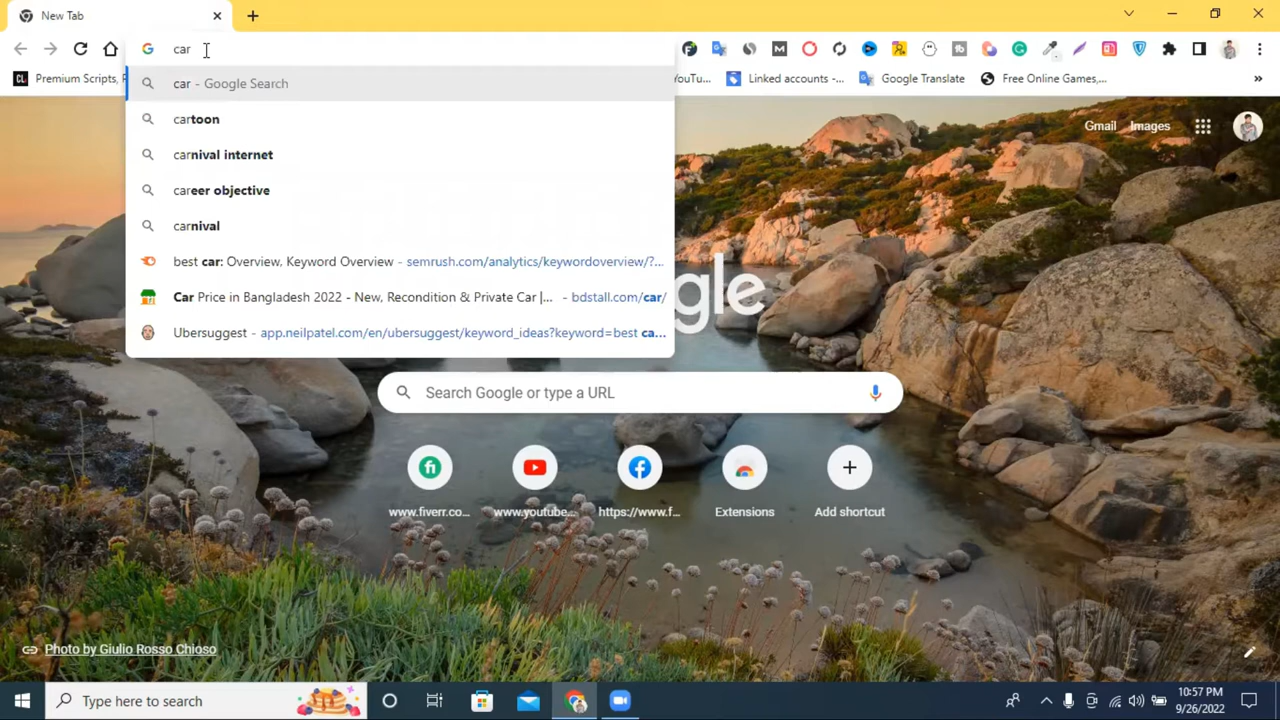 New Tab
car
Premium Scripts,
YouTu...
Linked accounts -...
Google Translate
Free Online Games,...
»
car - Google Search
cartoon
carnival internet
career objective
carnival
best car: Overview, Keyword Overview - semrush.com/analytics/keywordoverview/?...
Car Price in Bangladesh 2022 - New, Recondition & Private Car |... - bdstall.com/car/
Ubersuggest - app.neilpatel.com/en/ubersuggest/keyword_ideas?keyword=best ca...
Gmail
Images
gle
Search Google or type a URL
www.fiverr.co...
www.youtube...
https://www.f...
Extensions
Add shortcut
Photo by Giulio Rosso Chioso
Type here to search
10:57 PM
9/26/2022